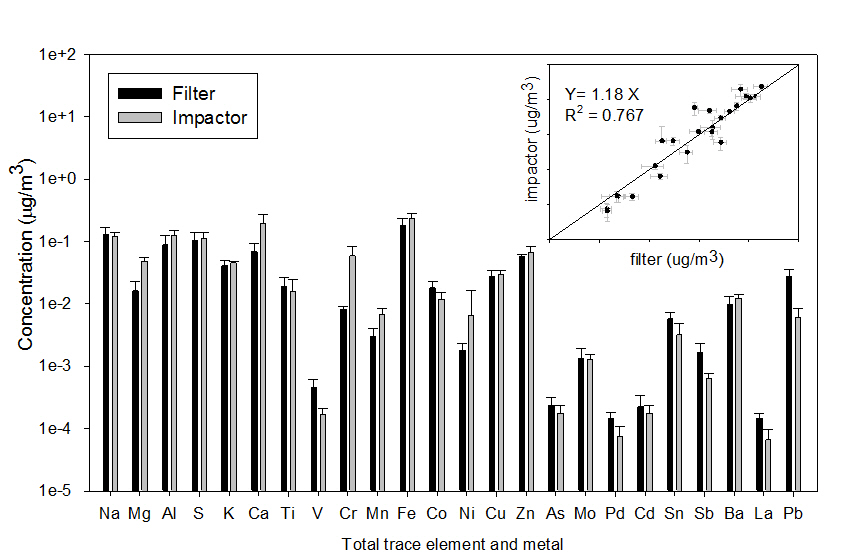 1e+2
1e+1
1e+0
1e-1
1e-2
1e-3
1e-4
1e-5
Concentration (μg/m3)
Filter
Impactor
Y= 1.18 X
R2 = 0.767
impactor (ug/m3)
filter (ug/m3)
Na Mg Al S K Ca Ti V Cr Mn Fe Co Ni Cu Zn As Mo Pd Cd Sn Sb Ba La Pb
Total trace element and metal